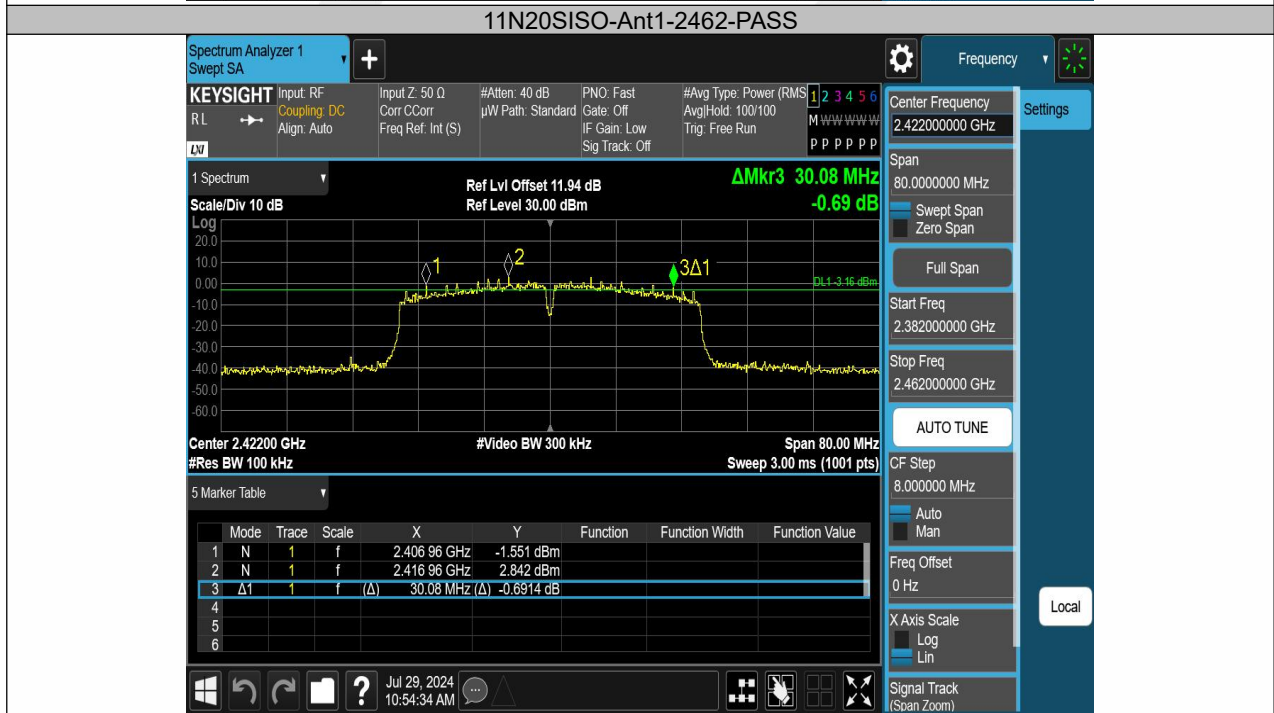 11N20SISO-Ant1-2462-PASS
Spectrum Analyzer 1
Swept SA
+
Frequency
KEYSIGHT
RL
LXI
Input: RF
Coupling: DC
Align: Auto
Input Z: 50 Ω
Corr CCorr
Freq Ref: Int (S)
#Atten: 40 dB
µW Path: Standard
PNO: Fast
Gate: Off
IF Gain: Low
Sig Track: Off
#Avg Type: Power (RMS
Avg|Hold: 100/100
Trig: Free Run
1 2 3 4 5 6
M W W W W W
P P P P P P
Center Frequency
2.422000000 GHz
Settings
1 Spectrum
Scale/Div 10 dB
Ref Lvl Offset 11.94 dB
Ref Level 30.00 dBm
ΔMkr3 30.08 MHz
-0.69 dB
Log
20.0
10.0
0.00
-10.0
-20.0
-30.0
-40.0
-50.0
-60.0
1
2
3Δ1
DL1 -3.16 dBm
Center 2.42200 GHz
#Res BW 100 kHz
#Video BW 300 kHz
Span 80.00 MHz
Sweep 3.00 ms (1001 pts)
Span
80.0000000 MHz
Swept Span
Zero Span
Full Span
Start Freq
2.382000000 GHz
Stop Freq
2.462000000 GHz
AUTO TUNE
CF Step
8.000000 MHz
Auto
Man
Freq Offset
0 Hz
X Axis Scale
Log
Lin
Signal Track
(Span Zoom)
Local
5 Marker Table
Mode Trace Scale X Y Function Function Width Function Value
1 N 1 f 2.406 96 GHz -1.551 dBm
2 N 1 f 2.416 96 GHz 2.842 dBm
3 Δ1 1 f (Δ) 30.08 MHz (Δ) -0.6914 dB
4
5
6
?
Jul 29, 2024
10:54:34 AM